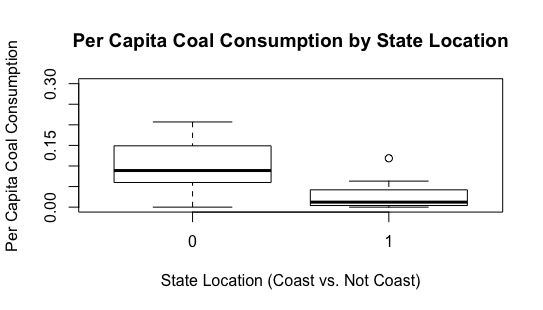 Per Capita Coal Consumption by State Location
Per Capita Coal Consumption
0.30
0.15
0.00
0
1
State Location (Coast vs. Not Coast)